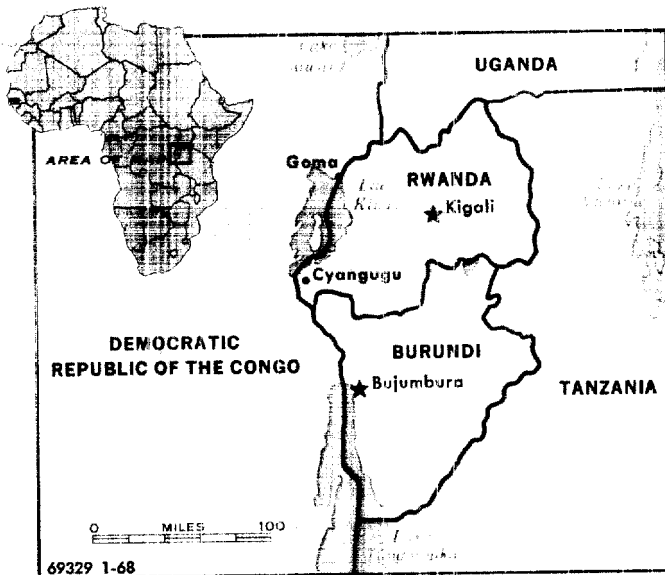 UGANDA
AREA OF
Goma
RWANDA
Kigali
Cyangugu
DEMOCRATIC
REPUBLIC OF THE CONGO
BURUNDI
Bujumbura
TANZANIA
0 MILES 100
Lake
69329 1-68